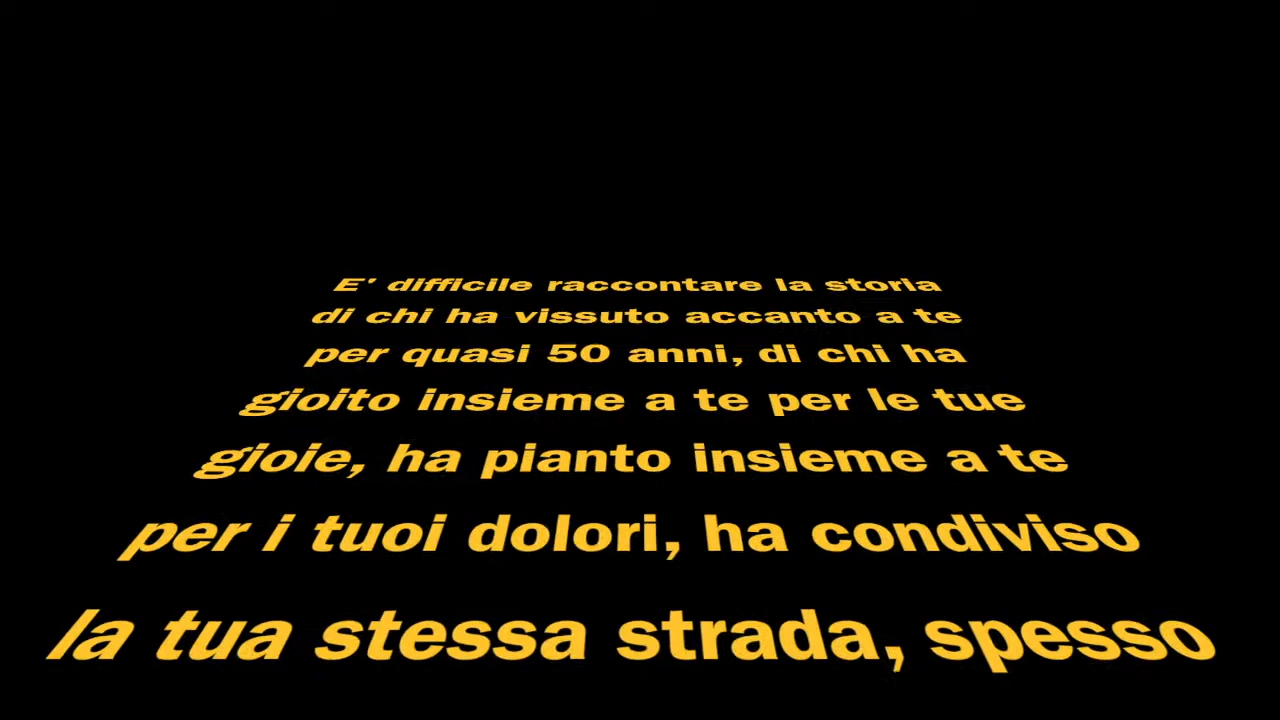 E' difficile raccontare la storia
di chi ha vissuto accanto a te
per quasi 50 anni, di chi ha
gioito insieme a te per le tue
gioie, ha pianto insieme a te
per i tuoi dolori, ha condiviso
la tua stessa strada, spesso